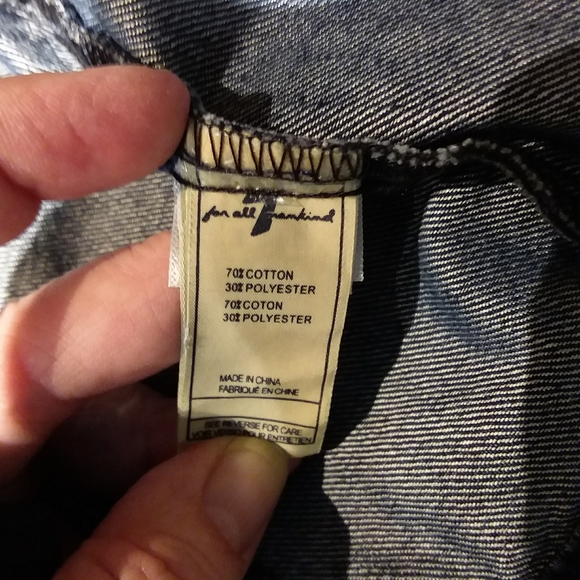 7
for all mankind
70% COTTON
30% POLYESTER
70% COTON
30% POLYESTER
MADE IN CHINA
FABRIQUÉ EN CHINE
SEE REVERSE FOR CARE
VOIR VERSO POUR ENTRETIEN